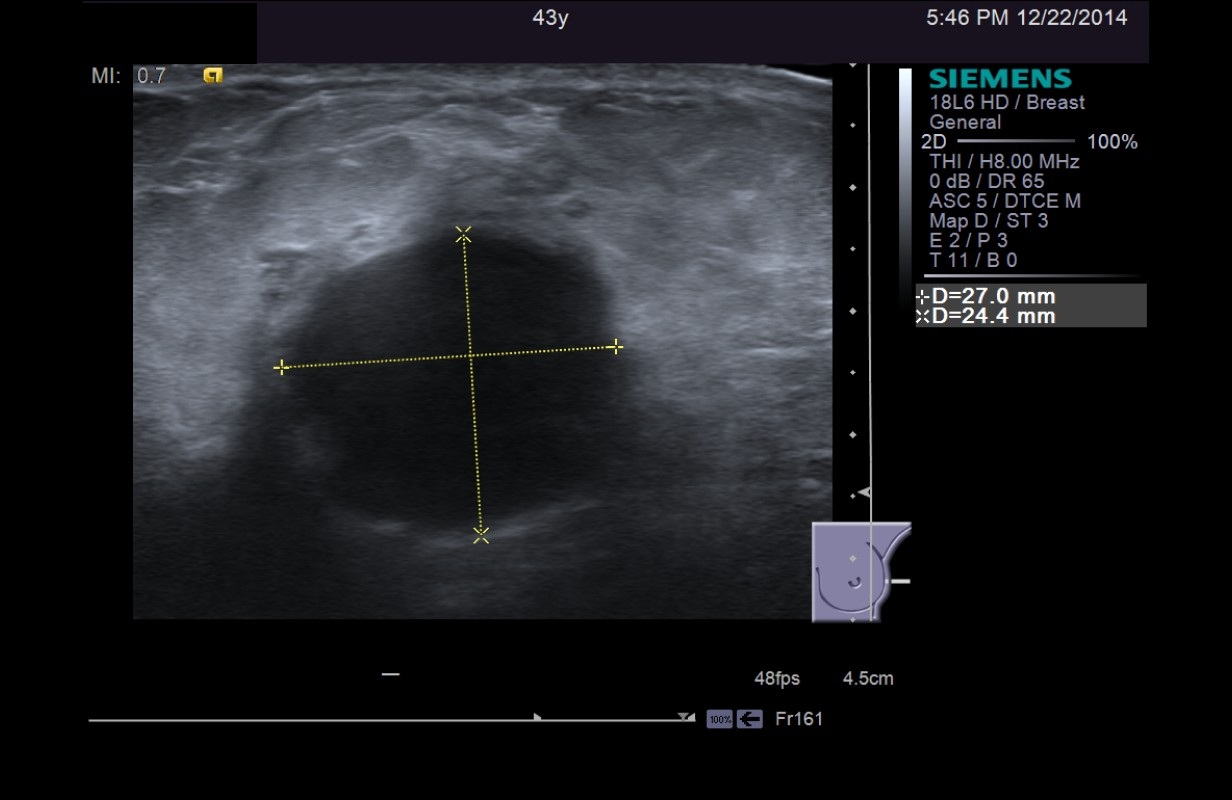 43y
5:46 PM 12/22/2014
MI: 0.7
SIEMENS
18L6 HD / Breast
General
2D 100%
THI / H8.00 MHz
0 dB / DR 65
ASC 5 / DTCE M
Map D / ST 3
E 2 / P 3
T 11 / B 0
D=27.0 mm
D=24.4 mm
48fps 4.5cm
100% Fr161